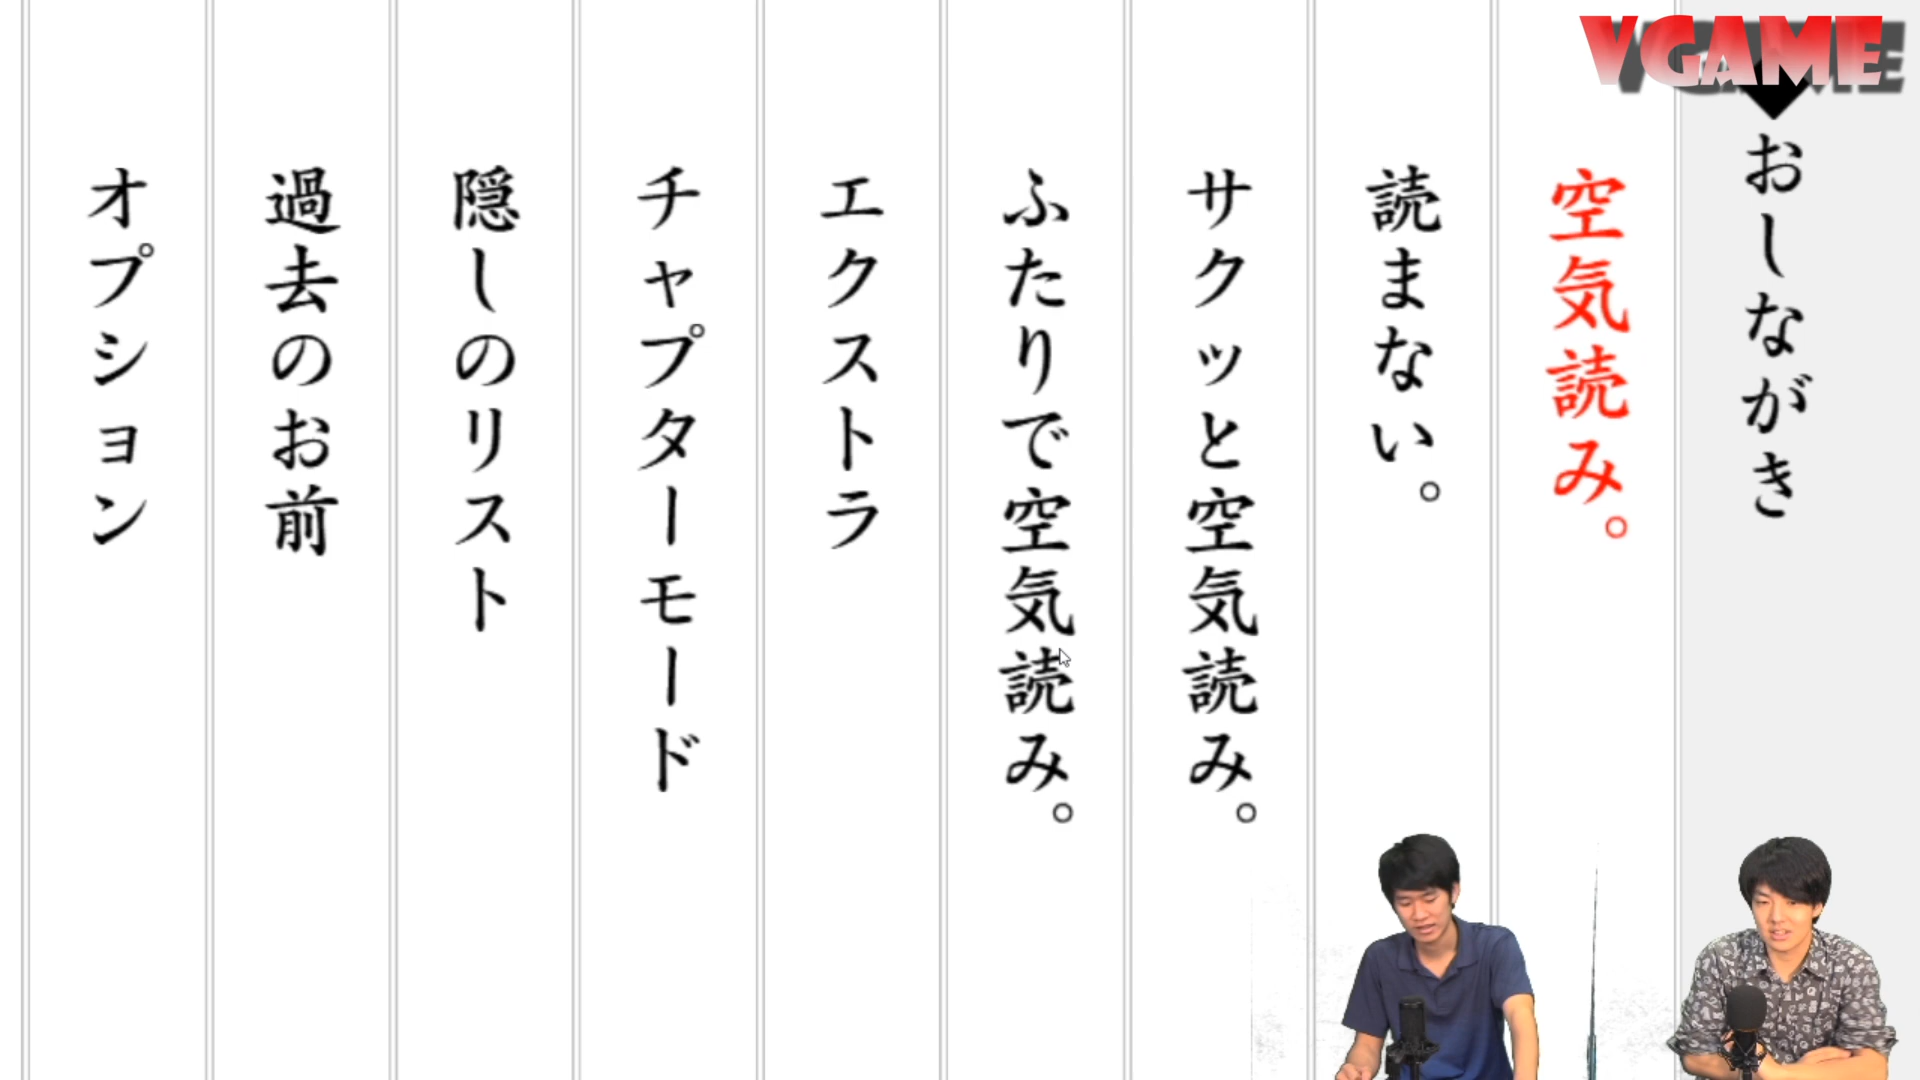 VGAME
おしながき
空気読み。
読まない。
サクッと空気読み。
ふたりで空気読み。
エクストラ
チャプターモード
隠しのリスト
過去のお前
オプション